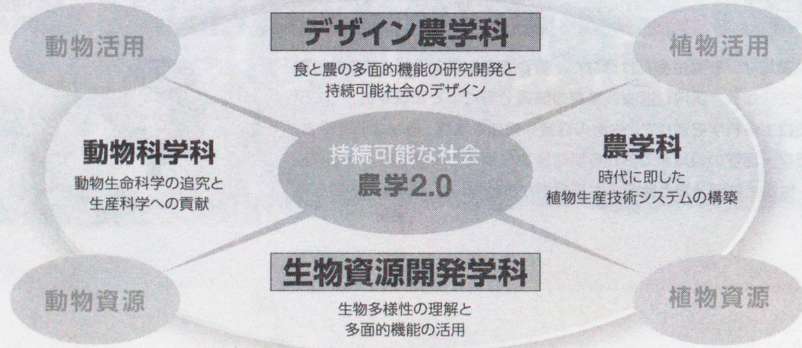 動物活用
デザイン農学科
植物活用
食と農の多面的機能の研究開発と
持続可能社会のデザイン
動物科学科
動物生命科学の追究と
生産科学への貢献
持続可能な社会
農学2.0
農学科
時代に即した
植物生産技術システムの構築
動物資源
生物資源開発学科
植物資源
生物多様性の理解と
多面的機能の活用